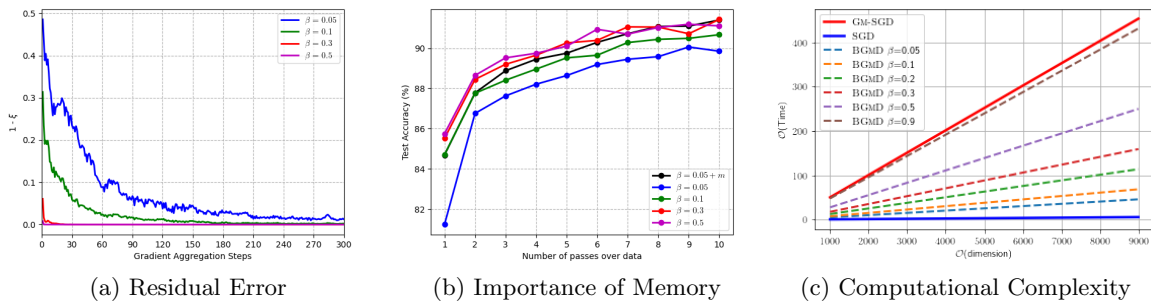 β = 0.05
β = 0.1
β = 0.3
β = 0.5
0.5
0.4
0.3
0.2
0.1
0.0
1 - ξ
0
30
60
90
120
150
180
210
240
270
300
Gradient Aggregation Steps
(a) Residual Error
90
88
86
84
82
Test Accuracy (%)
β = 0.05 + m
β = 0.05
β = 0.1
β = 0.3
β = 0.5
1
2
3
4
5
6
7
8
9
10
Number of passes over data
(b) Importance of Memory
GM-SGD
SGD
BGMD β=0.05
BGMD β=0.1
BGMD β=0.2
BGMD β=0.3
BGMD β=0.5
BGMD β=0.9
400
300
200
100
0
O(Time)
1000
2000
3000
4000
5000
6000
7000
8000
9000
O(dimension)
(c) Computational Complexity